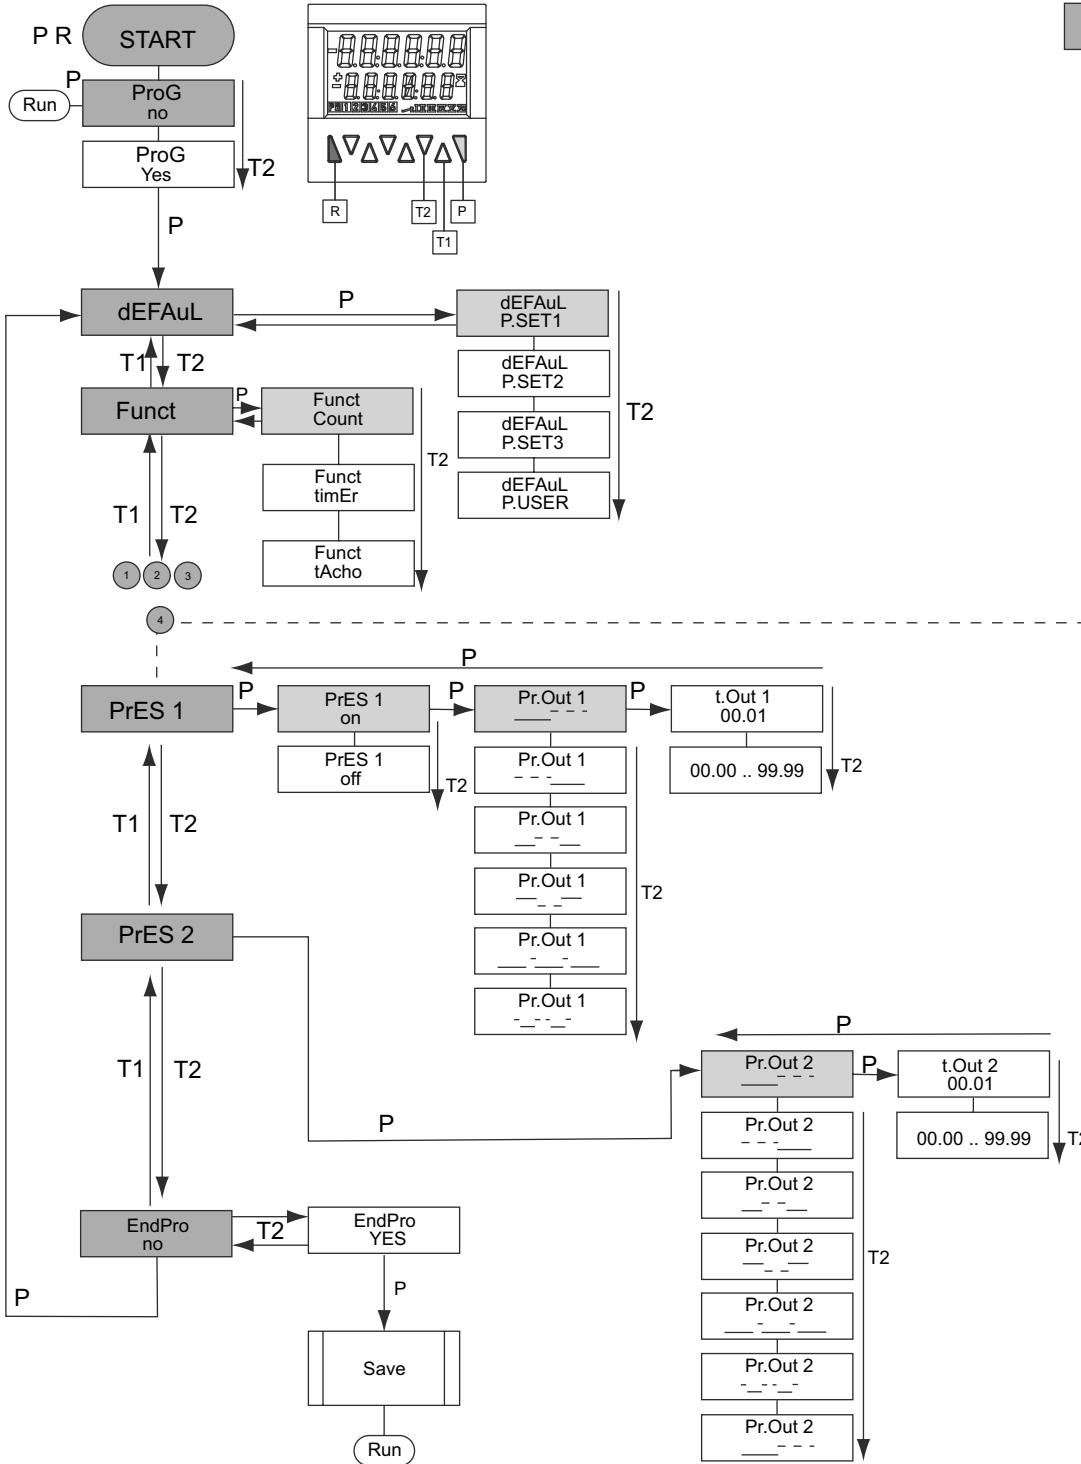 P R
START
P
Run
ProG
no
ProG
Yes
T2
P
R
T2
P
T1
dEFAuL
P
dEFAuL
P.SET1
dEFAuL
P.SET2
dEFAuL
P.SET3
dEFAuL
P.USER
T2
T1
T2
Funct
P
Funct
Count
Funct
timEr
Funct
tAcho
T2
T1
T2
1
2
3
4
P
PrES 1
P
PrES 1
on
PrES 1
off
T2
P
Pr.Out 1
Pr.Out 1
Pr.Out 1
Pr.Out 1
Pr.Out 1
Pr.Out 1
T2
P
t.Out 1
00.01
00.00 .. 99.99
T2
T1
T2
PrES 2
P
P
Pr.Out 2
Pr.Out 2
Pr.Out 2
Pr.Out 2
Pr.Out 2
Pr.Out 2
Pr.Out 2
T2
P
t.Out 2
00.01
00.00 .. 99.99
T2
T1
T2
EndPro
no
T2
EndPro
YES
P
P
Save
Run